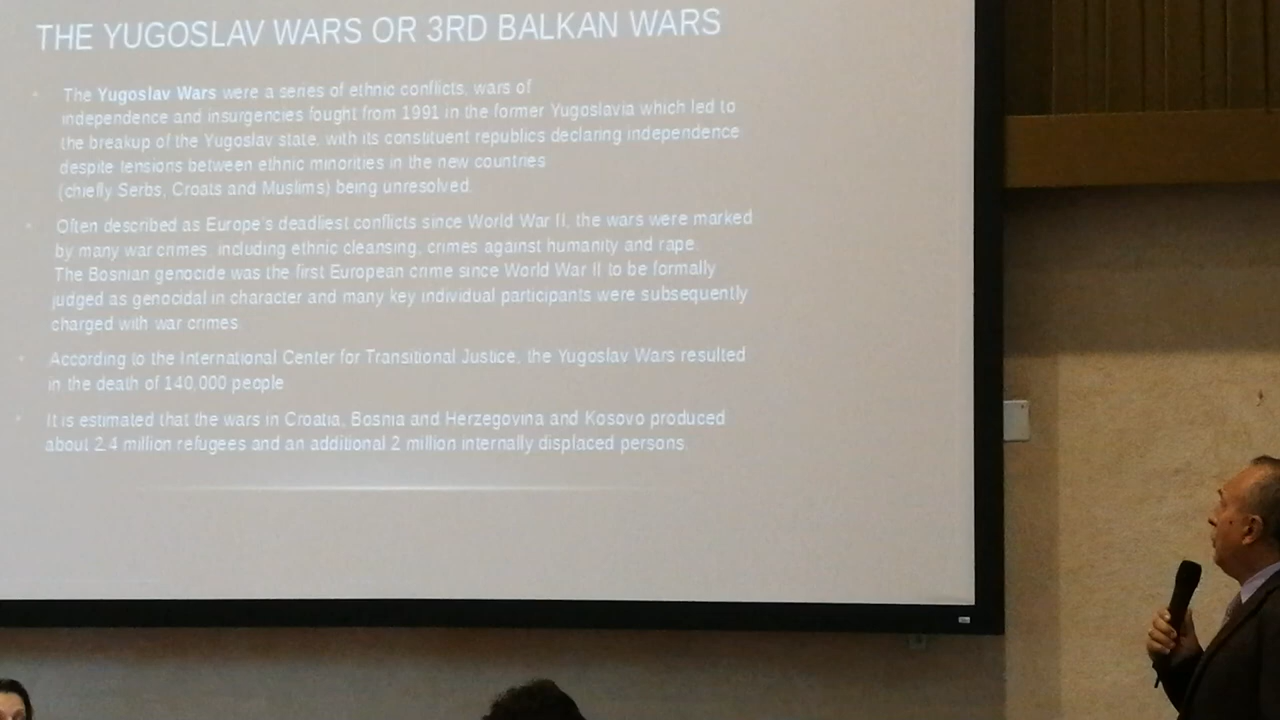 THE YUGOSLAV WARS OR 3RD BALKAN WARS
The Yugoslav Wars were a series of ethnic conflicts, wars of
independence and insurgencies fought from 1991 in the former Yugoslavia which led to
the breakup of the Yugoslav state, with its constituent republics declaring independence
despite tensions between ethnic minorities in the new countries
(chiefly Serbs, Croats and Muslims) being unresolved.
Often described as Europe's deadliest conflicts since World War II, the wars were marked
by many war crimes, including ethnic cleansing, crimes against humanity and rape.
The Bosnian genocide was the first European crime since World War II to be formally
judged as genocidal in character and many key individual participants were subsequently
charged with war crimes.
According to the International Center for Transitional Justice, the Yugoslav Wars resulted
in the death of 140,000 people
It is estimated that the wars in Croatia, Bosnia and Herzegovina and Kosovo produced
about 2.4 million refugees and an additional 2 million internally displaced persons.